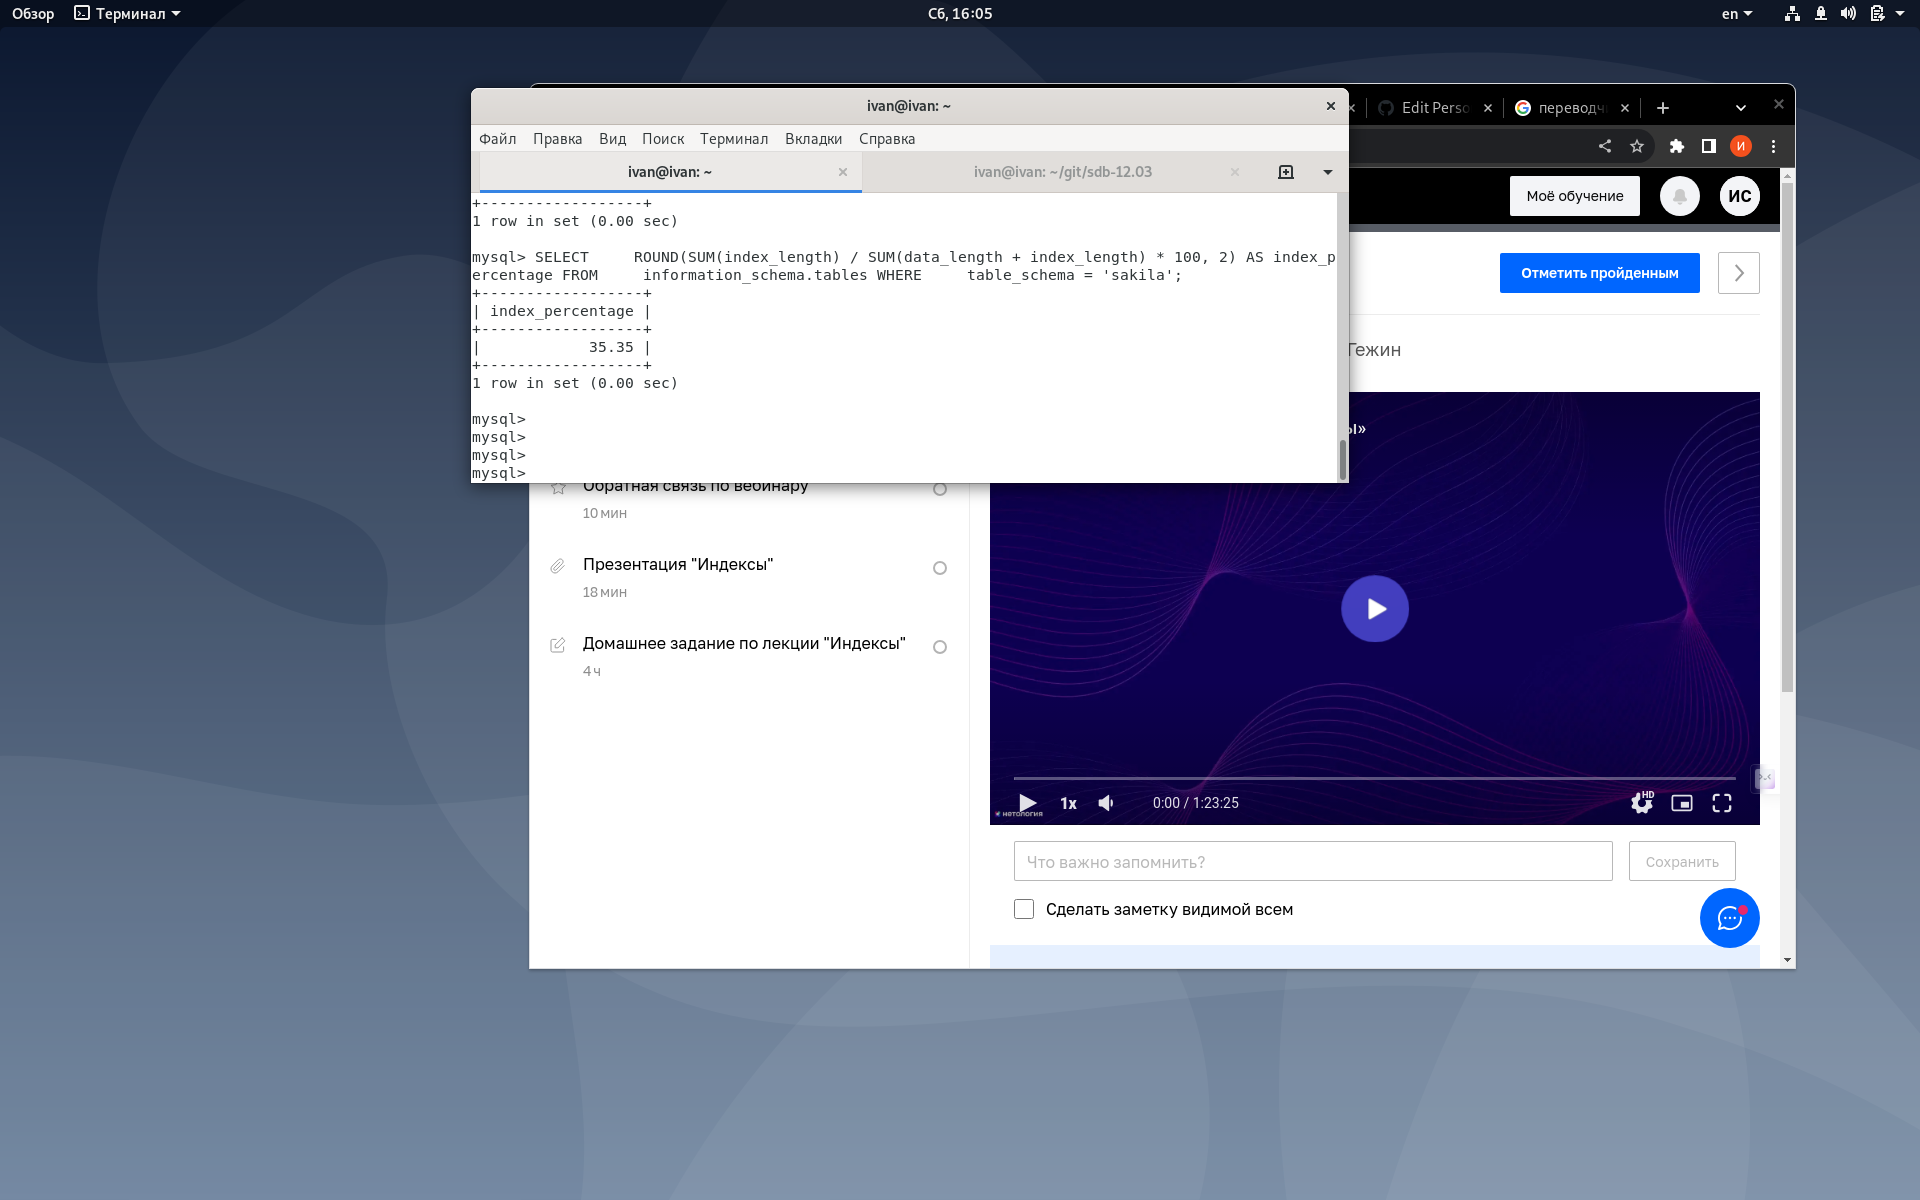 Обзор Терминал Сб, 16:05 en
ivan@ivan: ~
Edit Perso
переводч
Файл Правка Вид Поиск Терминал Вкладки Справка
И
ivan@ivan: ~ ivan@ivan: ~/git/sdb-12.03
Моё обучение ИС
+------------------+
1 row in set (0.00 sec)
mysql> SELECT     ROUND(SUM(index_length) / SUM(data_length + index_length) * 100, 2) AS index_p
ercentage FROM     information_schema.tables WHERE     table_schema = 'sakila';
+------------------+
| index_percentage |
+------------------+
|            35.35 |
+------------------+
1 row in set (0.00 sec)
mysql>
mysql>
mysql>
mysql>
Отметить пройденным
Гежин
ы»
Обратная связь по вебинару
10 мин
Презентация "Индексы"
18 мин
Домашнее задание по лекции "Индексы"
4 ч
1x 0:00 / 1:23:25 HD
нетология
Что важно запомнить? Сохранить
Сделать заметку видимой всем